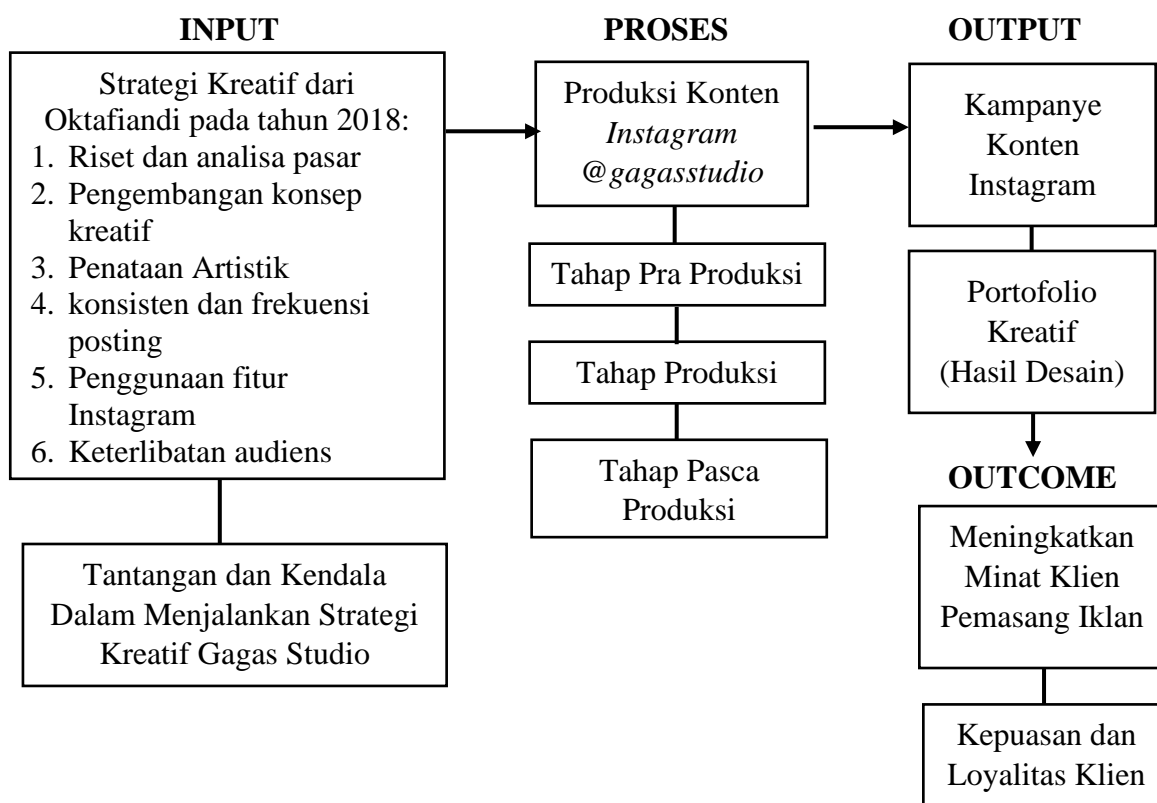 INPUT
Strategi Kreatif dari
Oktafiandi pada tahun 2018:
1. Riset dan analisa pasar
2. Pengembangan konsep
kreatif
3. Penataan Artistik
4. konsisten dan frekuensi
posting
5. Penggunaan fitur
Instagram
6. Keterlibatan audiens
Tantangan dan Kendala
Dalam Menjalankan Strategi
Kreatif Gagas Studio
PROSES
Produksi Konten
Instagram
@gagasstudio
Tahap Pra Produksi
Tahap Produksi
Tahap Pasca
Produksi
OUTPUT
Kampanye
Konten
Instagram
Portofolio
Kreatif
(Hasil Desain)
OUTCOME
Meningkatkan
Minat Klien
Pemasang Iklan
Kepuasan dan
Loyalitas Klien